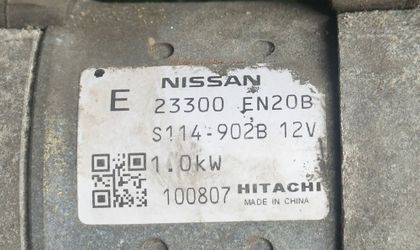 NISSAN
E 23300 EN20B
S114-902B 12V
1.0kW
100807 HITACHI
MADE IN CHINA